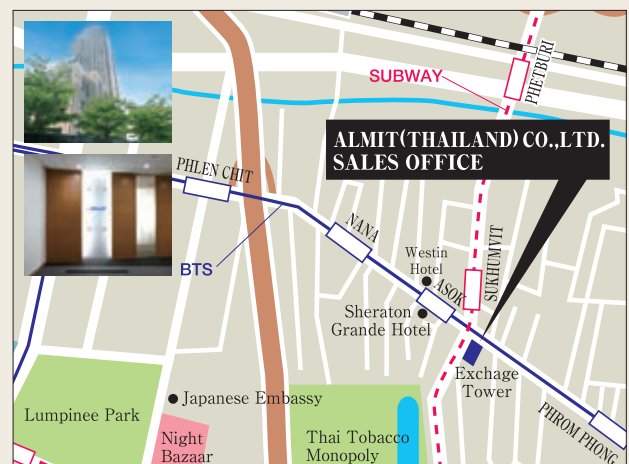 SUBWAY
PHETBURI
ALMIT(THAILAND) CO.,LTD.
SALES OFFICE
PHLEN CHIT
NANA
BTS
Westin
Hotel
ASOK
SUKHUMVIT
Sheraton
Grande Hotel
Exchage
Tower
PHROM PHONG
Japanese Embassy
Lumpinee Park
Night
Bazaar
Thai Tobacco
Monopoly